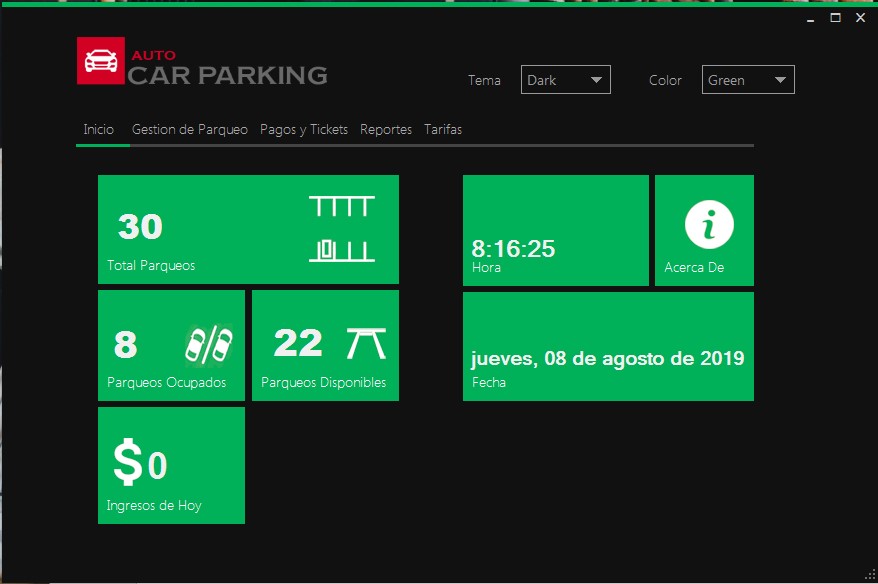 AUTO
CAR PARKING
Tema
Dark
Color
Green
Inicio
Gestion de Parqueo
Pagos y Tickets
Reportes
Tarifas
30
Total Parqueos
8:16:25
Hora
i
Acerca De
8
Parqueos Ocupados
22
Parqueos Disponibles
jueves, 08 de agosto de 2019
Fecha
$0
Ingresos de Hoy